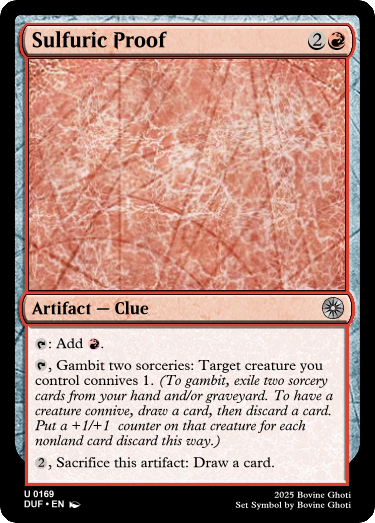 Sulfuric Proof 2
Artifact — Clue
: Add .
, Gambit two sorceries: Target creature you
control connives 1. (To gambit, exile two sorcery
cards from your hand and/or graveyard. To have a
creature connive, draw a card, then discard a card.
Put a +1/+1 counter on that creature for each
nonland card discard this way.)
2, Sacrifice this artifact: Draw a card.
U 0169 2025 Bovine Ghoti
DUF • EN Set Symbol by Bovine Ghoti